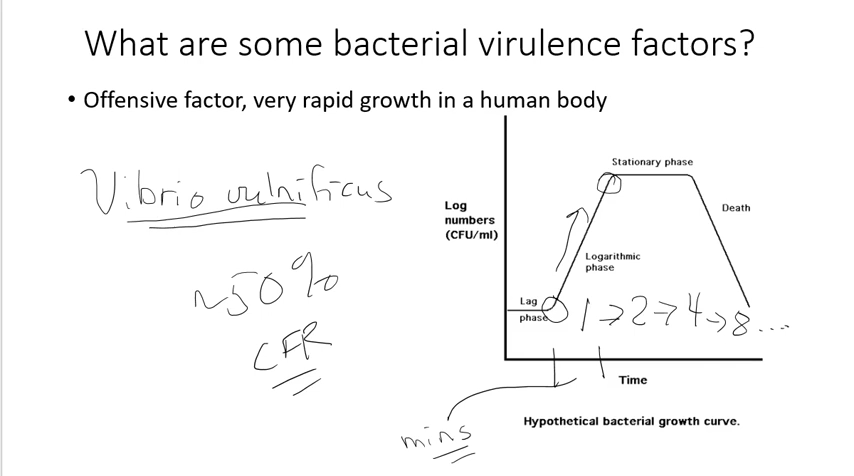 What are some bacterial virulence factors?
• Offensive factor, very rapid growth in a human body
Vibrio vulnificus
~50%
CFR
Log
numbers
(CFU/ml)
Stationary phase
Death
Logarithmic
phase
Lag
phase
1 → 2 → 4 → 8 ....
Time
mins
Hypothetical bacterial growth curve.